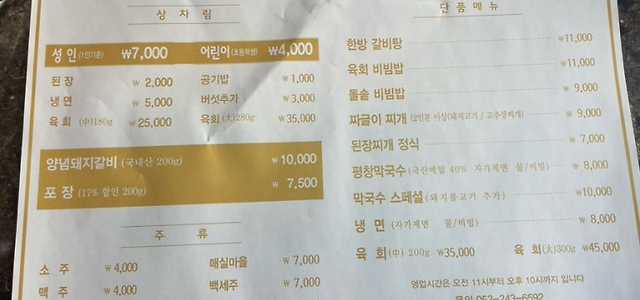 상 차 림
성 인 (1인기준) ₩7,000 어린이 (초등학생) ₩4,000
된 장 ₩ 2,000 공기밥 ₩ 1,000
냉 면 ₩ 5,000 버섯추가 ₩ 3,000
육 회 (中)180g ₩ 25,000 육회 (大)280g ₩ 35,000
양념돼지갈비 (국내산 200g) ₩ 10,000
포 장 (17% 할인 200g) ₩ 7,500
주 류
소 주 ₩ 4,000 매실마을 ₩ 7,000
맥 주 ₩ 4,000 백세주 ₩ 7,000
단 품 메 뉴
한방 갈비탕 ₩11,000
육회 비빔밥 ₩11,000
돌솥 비빔밥 ₩ 9,000
짜글이 찌개 (2인분 이상/돼지고기 / 고추장찌개) ₩ 9,000
된장찌개 정식 ₩ 7,000
평창막국수 (국산메밀 40% 자가제면 물/비빔) ₩ 8,000
막국수 스페셜 (돼지불고기 추가) ₩10,000
냉 면 (자가제면 물/비빔) ₩ 8,000
육 회 (中) 200g ₩35,000 육 회 (大)300g ₩45,000
영업시간은 오전 11시부터 오후 10시까지 입니다
문의 052-243-6592